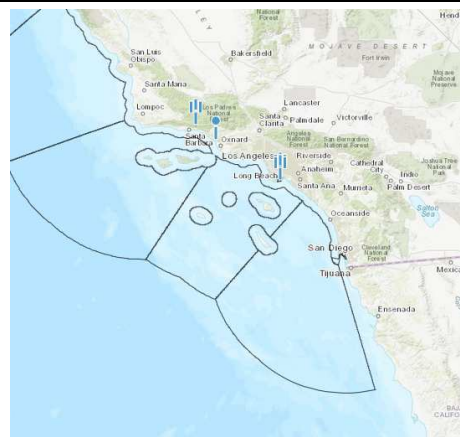 National
Forest
Hend
MOJAVE DESERT
Fort Irwin
San Luis
Obispo
Bakersfield
Mojave
National
Preserve
Santa Maria
Lompoc
Los Padres
National
Forest
Lancaster
Santa
Clarita
Palmdale
Victorville
Santa
Barbara
Oxnard
Angeles
National
Forest
San Bernardino
National Forest
Los Angeles
Riverside
Cathedral
City
Joshua Tree
National
Park
Long Beach
Anaheim
Indio
Santa Ana
Murrieta
Palm Desert
Oceanside
Salton
Sea
San Diego
Cleveland
National
Forest
Tijuana
Mexica
Ensenada
BAJ
CALIFO